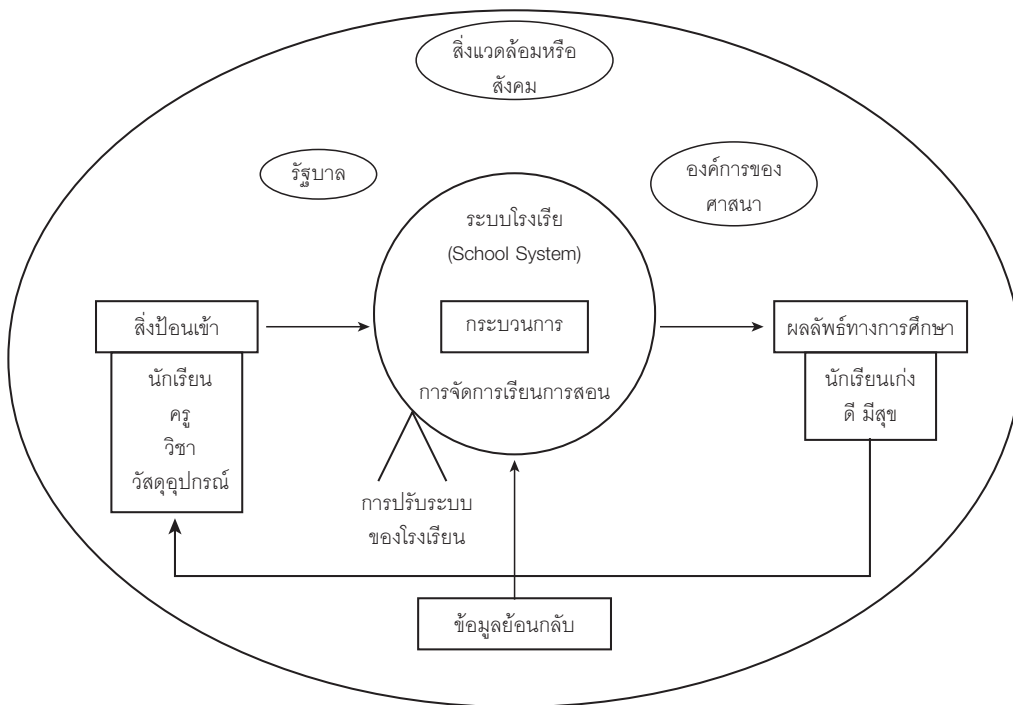 สิ่งแวดล้อมหรือ
สังคม
รัฐบาล
องค์การของ
ศาสนา
ระบบโรงเรีย
(School System)
สิ่งป้อนเข้า
กระบวนการ
ผลลัพธ์ทางการศึกษา
นักเรียน
ครู
วิชา
วัสดุอุปกรณ์
การจัดการเรียนการสอน
นักเรียนเก่ง
ดี มีสุข
การปรับระบบ
ของโรงเรียน
ข้อมูลย้อนกลับ